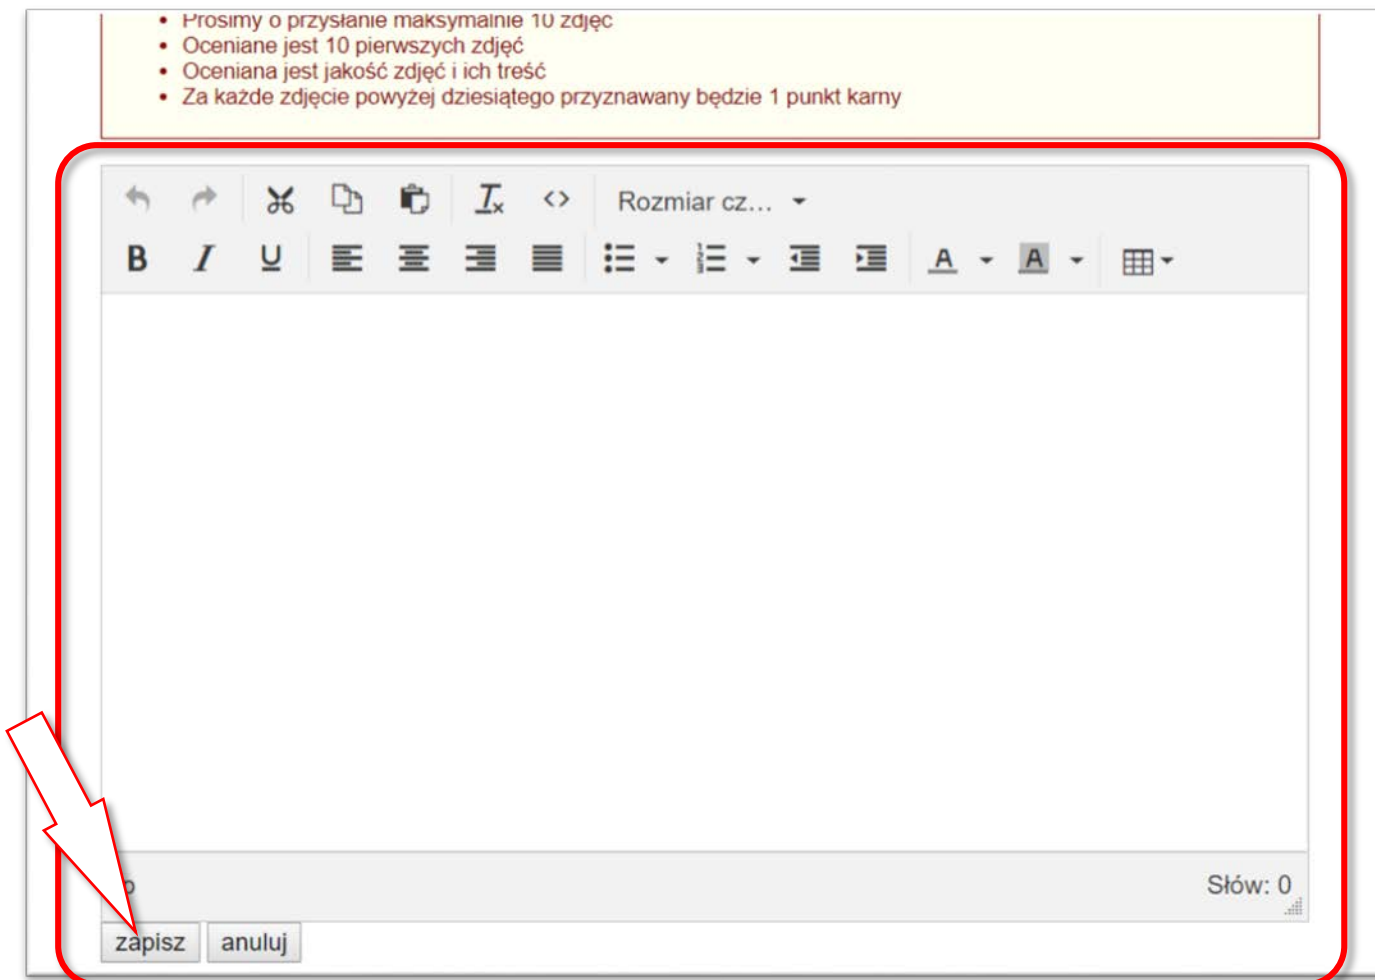 Prosimy o przysłanie maksymalnie 10 zdjęć
Oceniane jest 10 pierwszych zdjęć
Oceniana jest jakość zdjęć i ich treść
Za każde zdjęcie powyżej dziesiątego przyznawany będzie 1 punkt karny
Rozmiar cz...
B I U A A
Słów: 0
zapisz anuluj